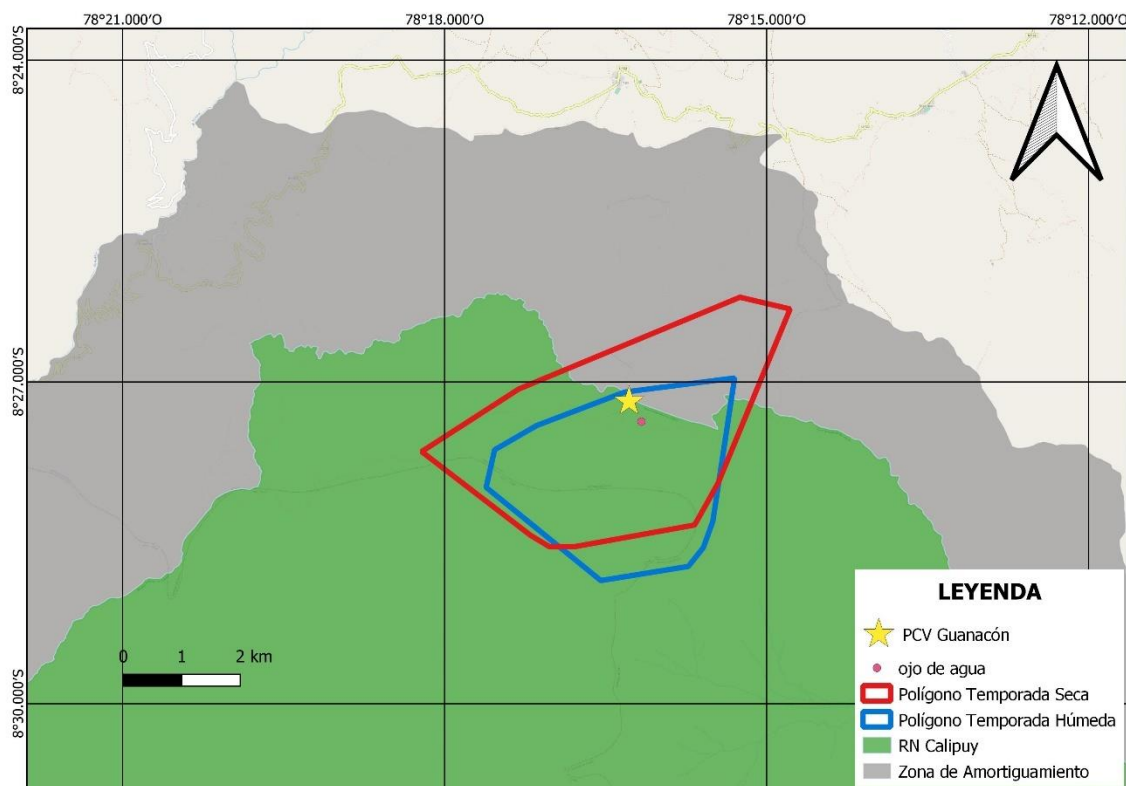 78°21.000'O 78°18.000'O 78°15.000'O 78°12.000'O
8°24.000'S
8°27.000'S
8°30.000'S
0 1 2 km
LEYENDA
PCV Guanacón
ojo de agua
Polígono Temporada Seca
Polígono Temporada Húmeda
RN Calipuy
Zona de Amortiguamiento